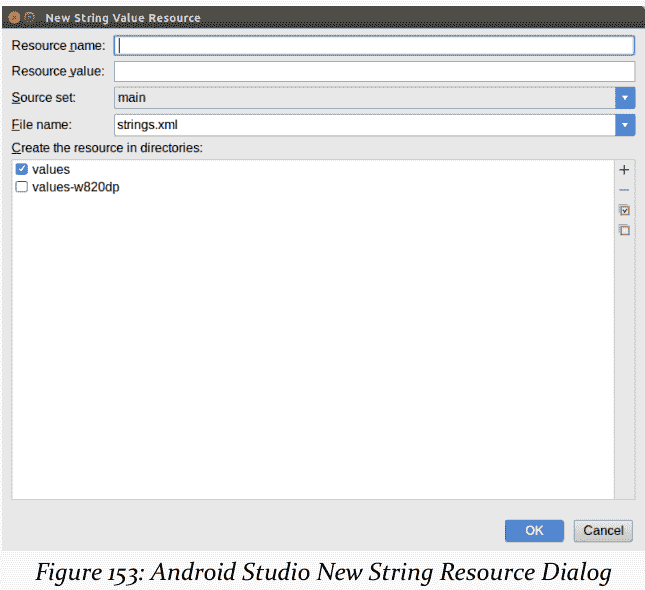 New String Value Resource
Resource name:
Resource value:
Source set: main
File name: strings.xml
Create the resource in directories:
values
values-w820dp
OK Cancel
Figure 153: Android Studio New String Resource Dialog